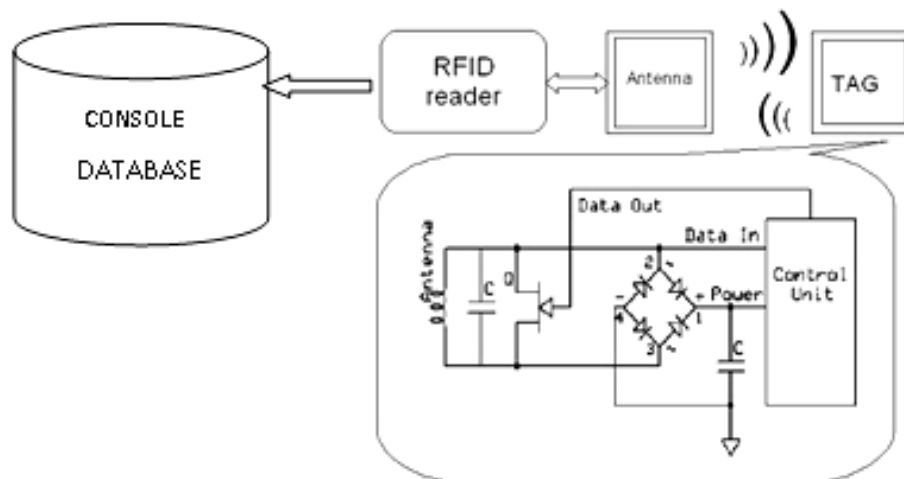 CONSOLE
DATABASE
RFID
reader
Antenna
TAG
Data Out
Antenna
C
Q
2 ~
- +
4 1
3 ~
Data In
Power
C
Control
Unit